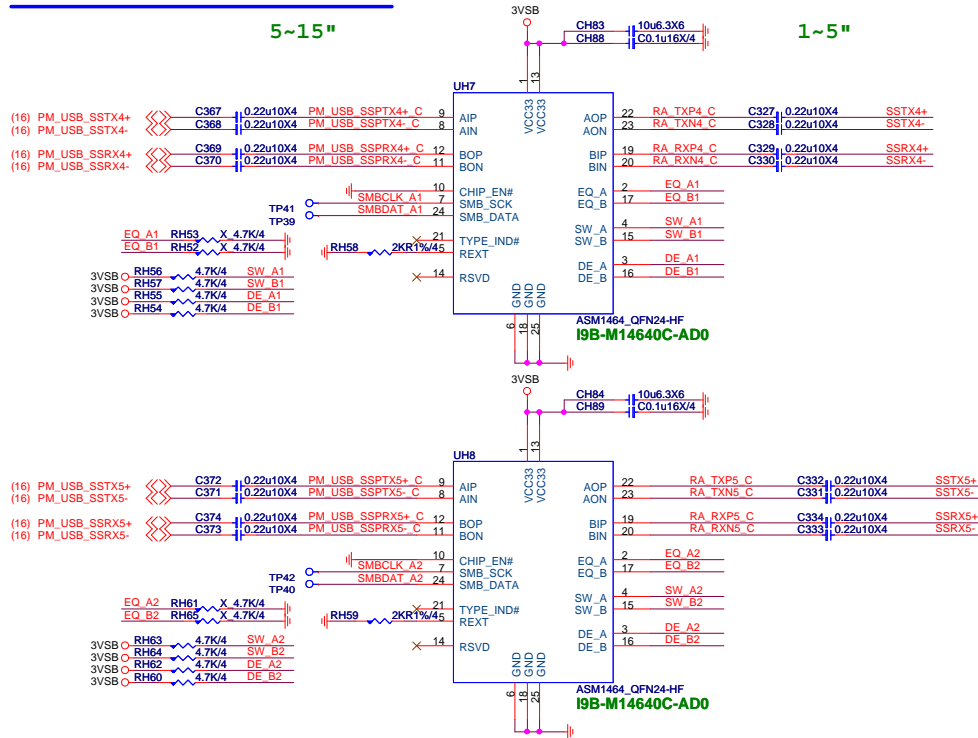 5~15"
3VSB
CH83 10u6.3X6
CH88 C0.1u16X/4
1~5"
1 13
UH7
VCC33 VCC33
(16) PM_USB_SSTX4+ C367 0.22u10X4 PM_USB_SSPTX4+_C 9 AIP AOP 22 RA_TXP4_C C327 0.22u10X4 SSTX4+
(16) PM_USB_SSTX4- C368 0.22u10X4 PM_USB_SSPTX4-_C 8 AIN AON 23 RA_TXN4_C C328 0.22u10X4 SSTX4-
(16) PM_USB_SSRX4+ C369 0.22u10X4 PM_USB_SSPRX4+_C 12 BOP BIP 19 RA_RXP4_C C329 0.22u10X4 SSRX4+
(16) PM_USB_SSRX4- C370 0.22u10X4 PM_USB_SSPRX4-_C 11 BON BIN 20 RA_RXN4_C C330 0.22u10X4 SSRX4-
10 CHIP_EN# EQ_A 2 EQ_A1
TP41 SMBCLK_A1 7 SMB_SCK EQ_B 17 EQ_B1
TP39 SMBDAT_A1 24 SMB_DATA
SW_A 4 SW_A1
SW_B 15 SW_B1
EQ_A1 RH53 X_4.7K/4 21 TYPE_IND#
EQ_B1 RH52 X_4.7K/4 RH58 2KR1%/4 5 REXT
DE_A 3 DE_A1
DE_B 16 DE_B1
3VSB RH56 4.7K/4 SW_A1 14 RSVD
3VSB RH57 4.7K/4 SW_B1
3VSB RH55 4.7K/4 DE_A1
3VSB RH54 4.7K/4 DE_B1
GND GND GND
6 18 25
ASM1464_QFN24-HF
I9B-M14640C-AD0
3VSB
CH84 10u6.3X6
CH89 C0.1u16X/4
1 13
UH8
VCC33 VCC33
(16) PM_USB_SSTX5+ C372 0.22u10X4 PM_USB_SSPTX5+_C 9 AIP AOP 22 RA_TXP5_C C332 0.22u10X4 SSTX5+
(16) PM_USB_SSTX5- C371 0.22u10X4 PM_USB_SSPTX5-_C 8 AIN AON 23 RA_TXN5_C C331 0.22u10X4 SSTX5-
(16) PM_USB_SSRX5+ C374 0.22u10X4 PM_USB_SSPRX5+_C 12 BOP BIP 19 RA_RXP5_C C334 0.22u10X4 SSRX5+
(16) PM_USB_SSRX5- C373 0.22u10X4 PM_USB_SSPRX5-_C 11 BON BIN 20 RA_RXN5_C C333 0.22u10X4 SSRX5-
10 CHIP_EN# EQ_A 2 EQ_A2
TP42 SMBCLK_A2 7 SMB_SCK EQ_B 17 EQ_B2
TP40 SMBDAT_A2 24 SMB_DATA
SW_A 4 SW_A2
SW_B 15 SW_B2
EQ_A2 RH61 X_4.7K/4 21 TYPE_IND#
EQ_B2 RH65 X_4.7K/4 RH59 2KR1%/4 5 REXT
DE_A 3 DE_A2
DE_B 16 DE_B2
3VSB RH63 4.7K/4 SW_A2 14 RSVD
3VSB RH64 4.7K/4 SW_B2
3VSB RH62 4.7K/4 DE_A2
3VSB RH60 4.7K/4 DE_B2
GND GND GND
6 18 25
ASM1464_QFN24-HF
I9B-M14640C-AD0